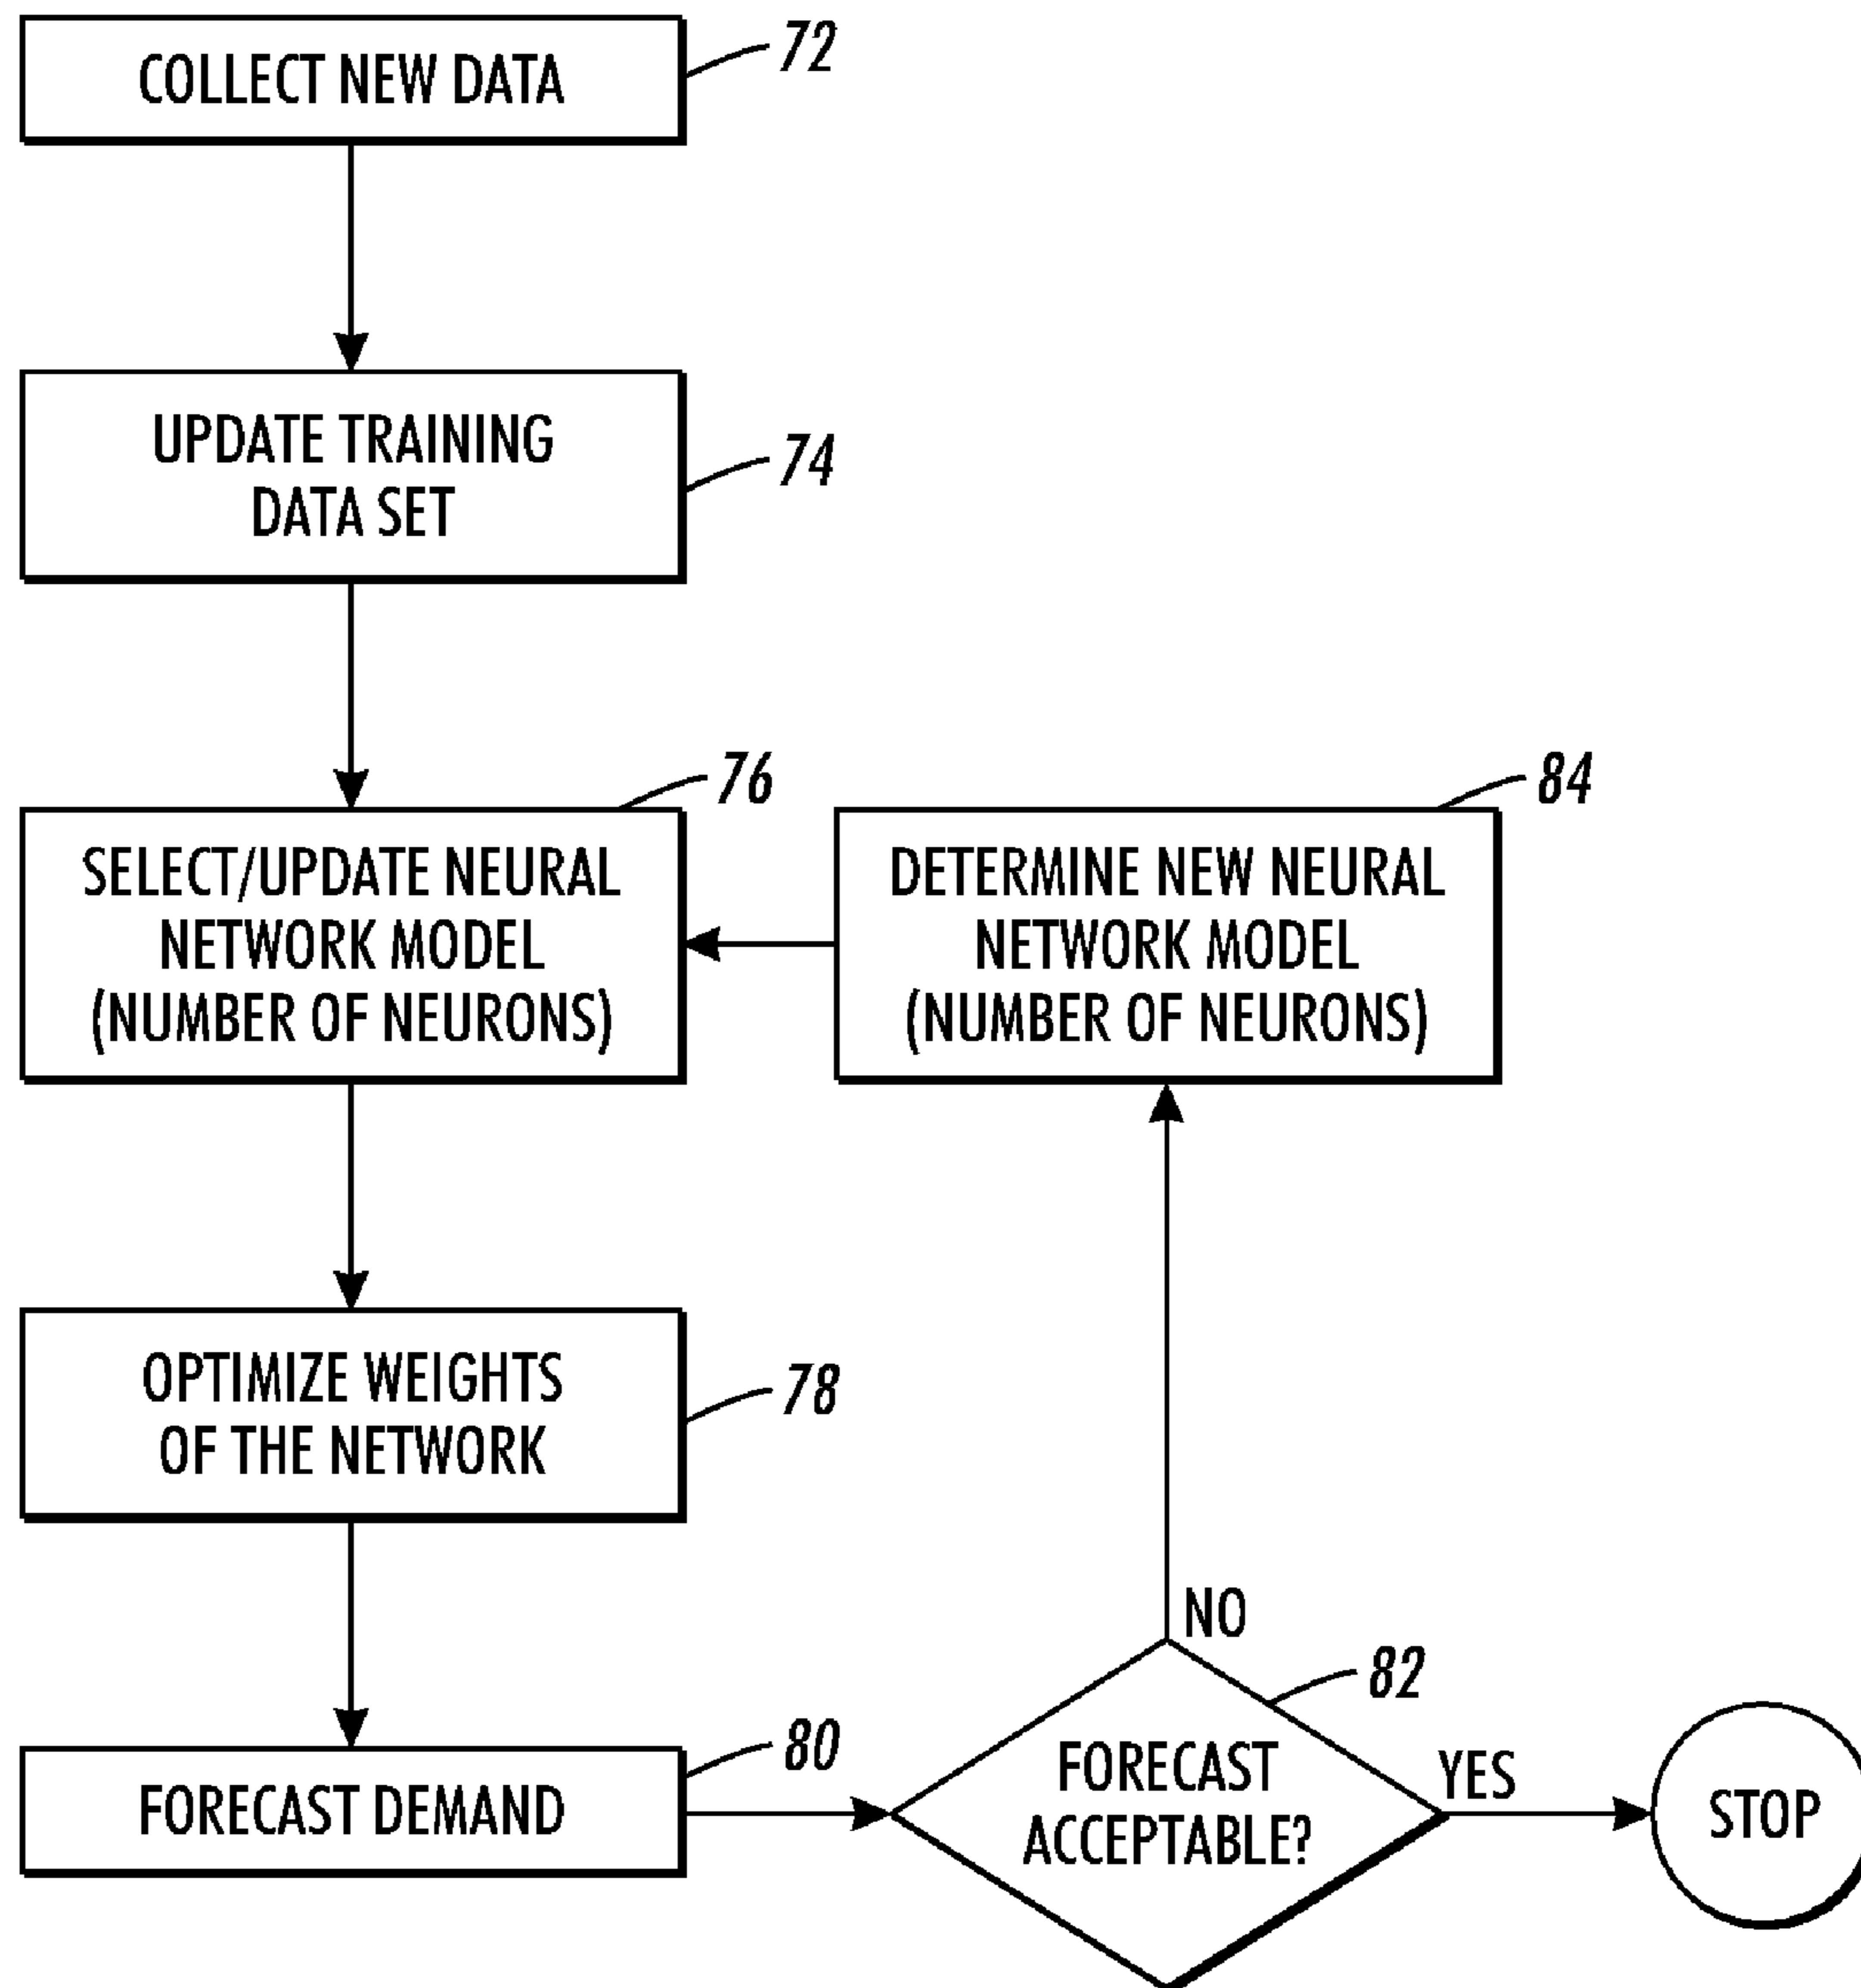 COLLECT NEW DATA
72
UPDATE TRAINING
DATA SET
74
76
SELECT/UPDATE NEURAL
NETWORK MODEL
(NUMBER OF NEURONS)
84
DETERMINE NEW NEURAL
NETWORK MODEL
(NUMBER OF NEURONS)
OPTIMIZE WEIGHTS
OF THE NETWORK
78
FORECAST DEMAND
80
NO
82
FORECAST
ACCEPTABLE?
YES
STOP